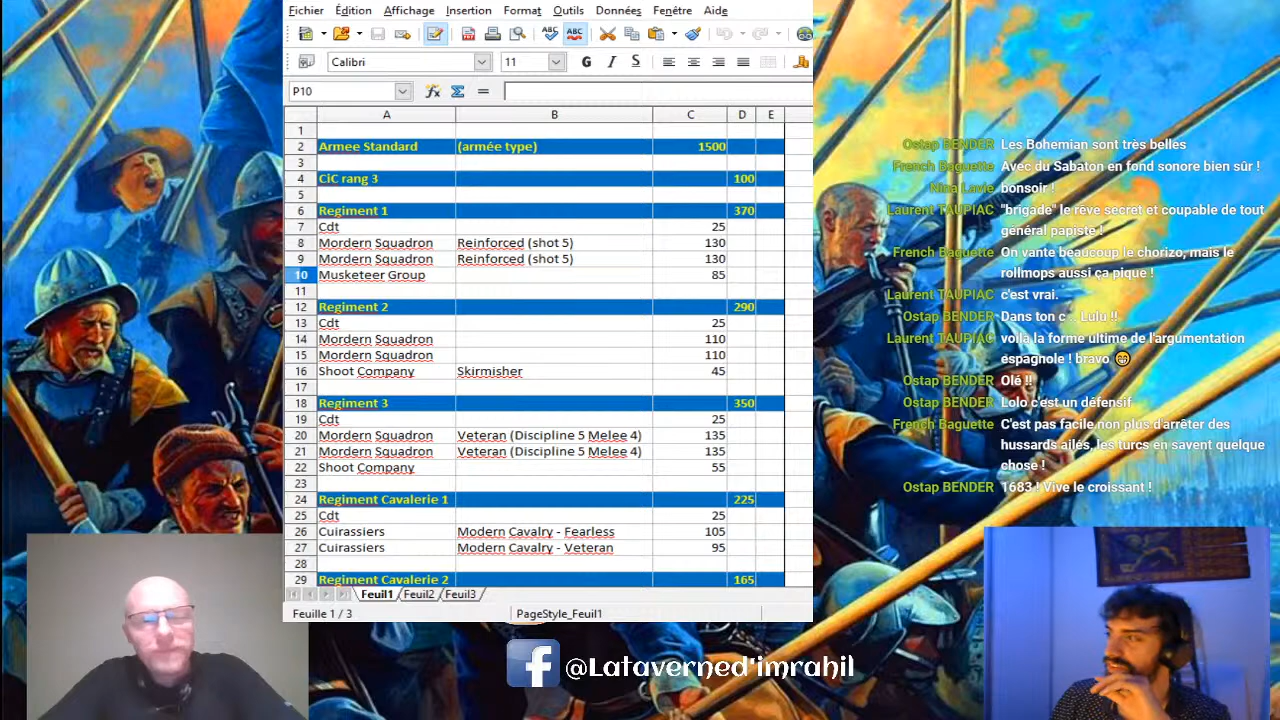 Fichier Édition Affichage Insertion Format Outils Données Fenêtre Aide
Calibri 11 G I S
P10
A B C D E
1
2 Armee Standard (armée type) 1500
3
4 CiC rang 3 100
5
6 Regiment 1 370
7 Cdt 25
8 Mordern Squadron Reinforced (shot 5) 130
9 Mordern Squadron Reinforced (shot 5) 130
10 Musketeer Group 85
11
12 Regiment 2 290
13 Cdt 25
14 Mordern Squadron 110
15 Mordern Squadron 110
16 Shoot Company Skirmisher 45
17
18 Regiment 3 350
19 Cdt 25
20 Mordern Squadron Veteran (Discipline 5 Melee 4) 135
21 Mordern Squadron Veteran (Discipline 5 Melee 4) 135
22 Shoot Company 55
23
24 Regiment Cavalerie 1 225
25 Cdt 25
26 Cuirassiers Modern Cavalry - Fearless 105
27 Cuirassiers Modern Cavalry - Veteran 95
28
29 Regiment Cavalerie 2 165
Feuil1 Feuil2 Feuil3
Feuille 1 / 3 PageStyle_Feuil1
Ostap BENDER Les Bohemian sont très belles
French Baguette Avec du Sabaton en fond sonore bien sûr !
Nina Lavie bonsoir !
Laurent TAUPIAC "brigade" le rêve secret et coupable de tout
général papiste !
French Baguette On vante beaucoup le chorizo, mais le
rollmops aussi ça pique !
Laurent TAUPIAC c'est vrai.
Ostap BENDER Dans ton c .. Lulu !!
Laurent TAUPIAC voila la forme ultime de l'argumentation
espagnole ! bravo 😁
Ostap BENDER Olé !!
Ostap BENDER Lolo c'est un défensif
French Baguette C'est pas facile non plus d'arrêter des
hussards ailés, les turcs en savent quelque
chose !
Ostap BENDER 1683 ! Vive le croissant !
f @Lataverned'imrahil